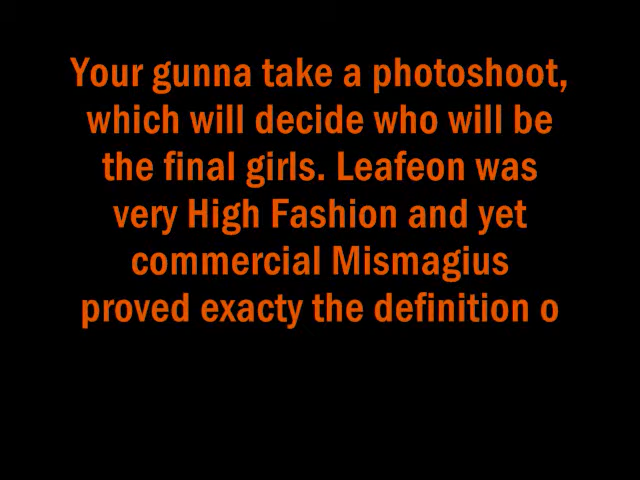 Your gunna take a photoshoot,
which will decide who will be
the final girls. Leafeon was
very High Fashion and yet
commercial Mismagius
proved exacty the definition o